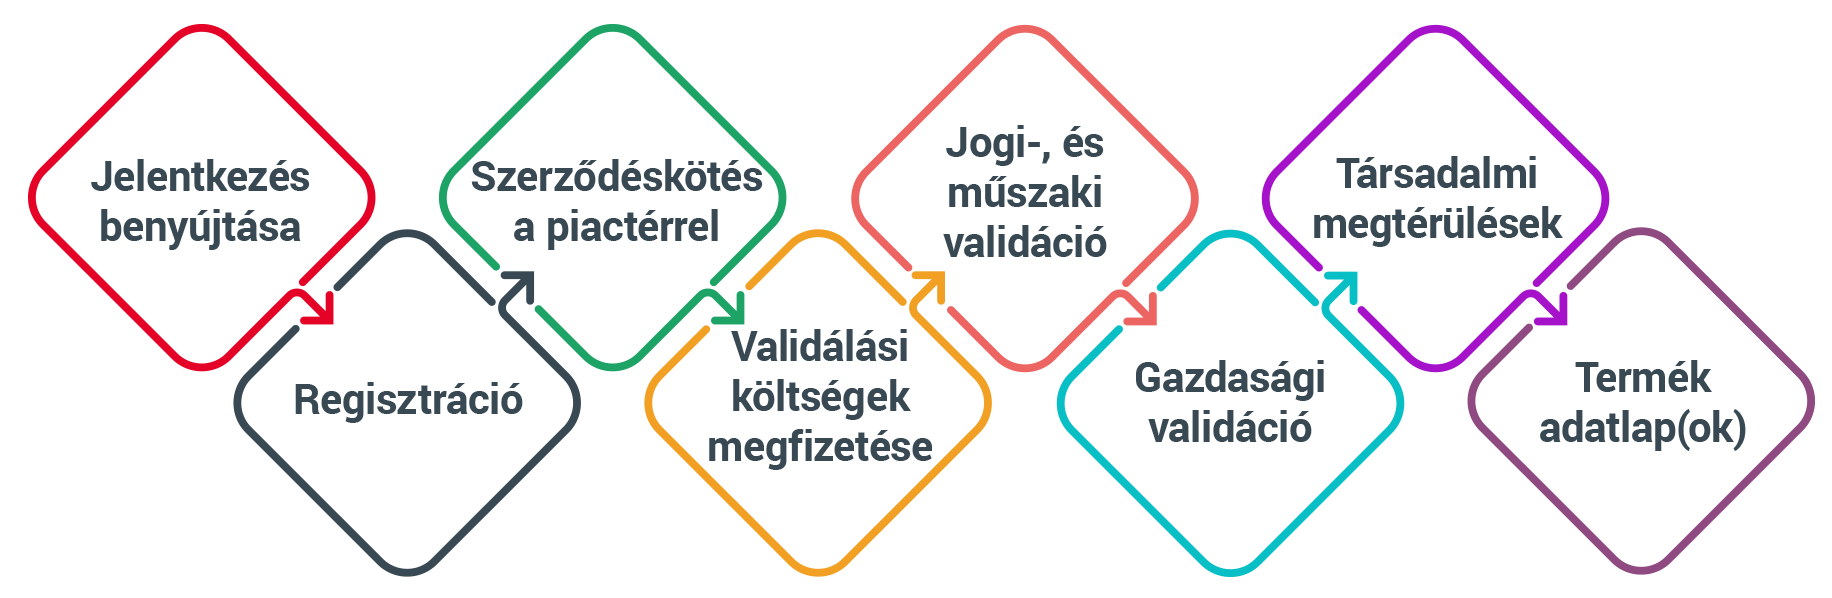 Jelentkezés
benyújtása
Regisztráció
Szerződéskötés
a piactérrel
Validálási
költségek
megfizetése
Jogi-, és
műszaki
validáció
Gazdasági
validáció
Társadalmi
megtérülések
Termék
adatlap(ok)